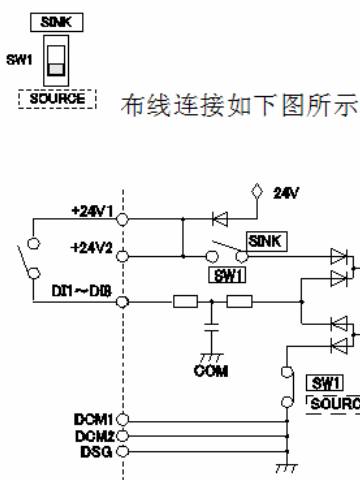 SINK
SW1
SOURCE
布线连接如下图所示
24V
+24V1
+24V2
SINK
SW1
DI1~DI8
COM
SW1
SOURC
DCM1
DCM2
DSG